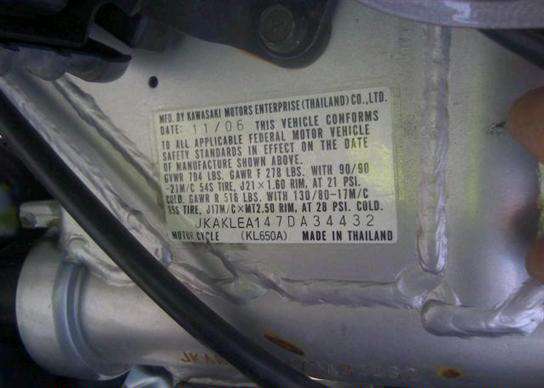 MFD. BY KAWASAKI MOTORS ENTERPRISE (THAILAND) CO., LTD.
DATE: 11/06 THIS VEHICLE CONFORMS
TO ALL APPLICABLE FEDERAL MOTOR VEHICLE
SAFETY STANDARDS IN EFFECT ON THE DATE
OF MANUFACTURE SHOWN ABOVE.
GVWR 704 LBS. GAWR F 278 LBS. WITH 90/90
-21M/C 54S TIRE, J21×1.60 RIM, AT 21 PSI.
COLD. GAWR R 516 LBS. WITH 130/80-17M/C
TIRE, J17M/C×MT2.50 RIM, AT 28 PSI. COLD.
JKAKLEA147DA34432
MOTORCYCLE (KL650A) MADE IN THAILAND